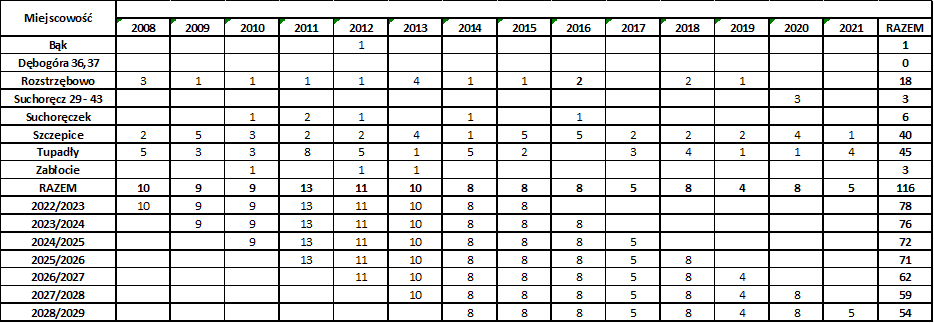 Miejscowość
2008 2009 2010 2011 2012 2013 2014 2015 2016 2017 2018 2019 2020 2021 RAZEM
Bąk 1 1
Dębogóra 36,37 0
Rozstrzębowo 3 1 1 1 1 4 1 1 2 2 1 18
Suchoręcz 29 - 43 3 3
Suchoręczek 1 2 1 1 1 6
Szczepice 2 5 3 2 2 4 1 5 5 2 2 2 4 1 40
Tupadły 5 3 3 8 5 1 5 2 3 4 1 1 4 45
Zabłocie 1 1 1 3
RAZEM 10 9 9 13 11 10 8 8 8 5 8 4 8 5 116
2022/2023 10 9 9 13 11 10 8 8 78
2023/2024 9 9 13 11 10 8 8 8 76
2024/2025 9 13 11 10 8 8 8 5 72
2025/2026 13 11 10 8 8 8 5 8 71
2026/2027 11 10 8 8 8 5 8 4 62
2027/2028 10 8 8 8 5 8 4 8 59
2028/2029 8 8 8 5 8 4 8 5 54